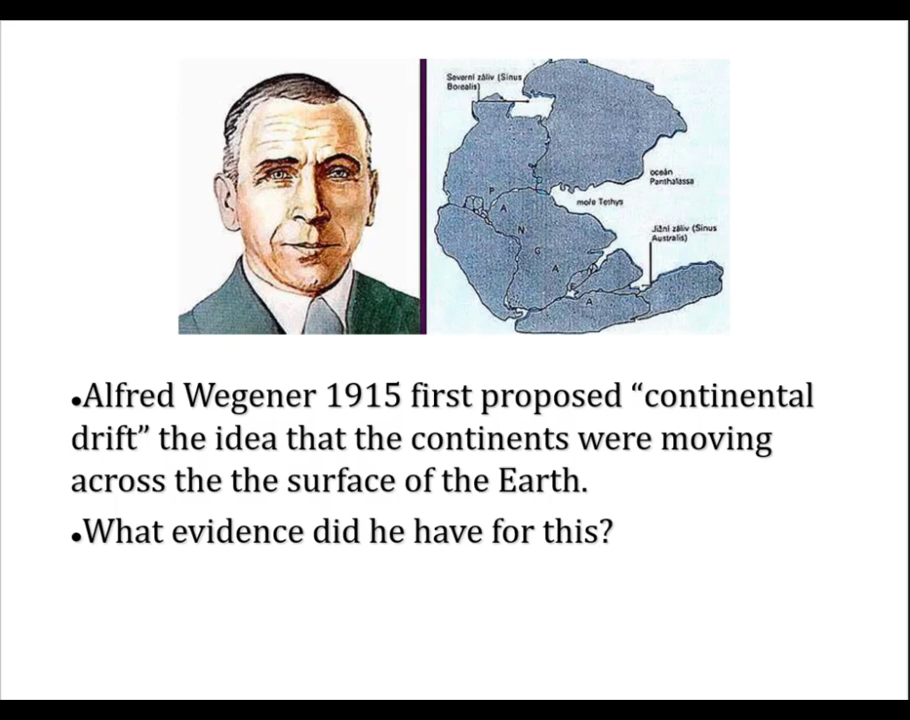 Severní záliv (Sinus
Borealis)
oceán
Panthalassa
moře Tethys
Jižní záliv (Sinus
Australis)
P
A
N
G
A
A
•Alfred Wegener 1915 first proposed “continental
drift” the idea that the continents were moving
across the the surface of the Earth.
•What evidence did he have for this?